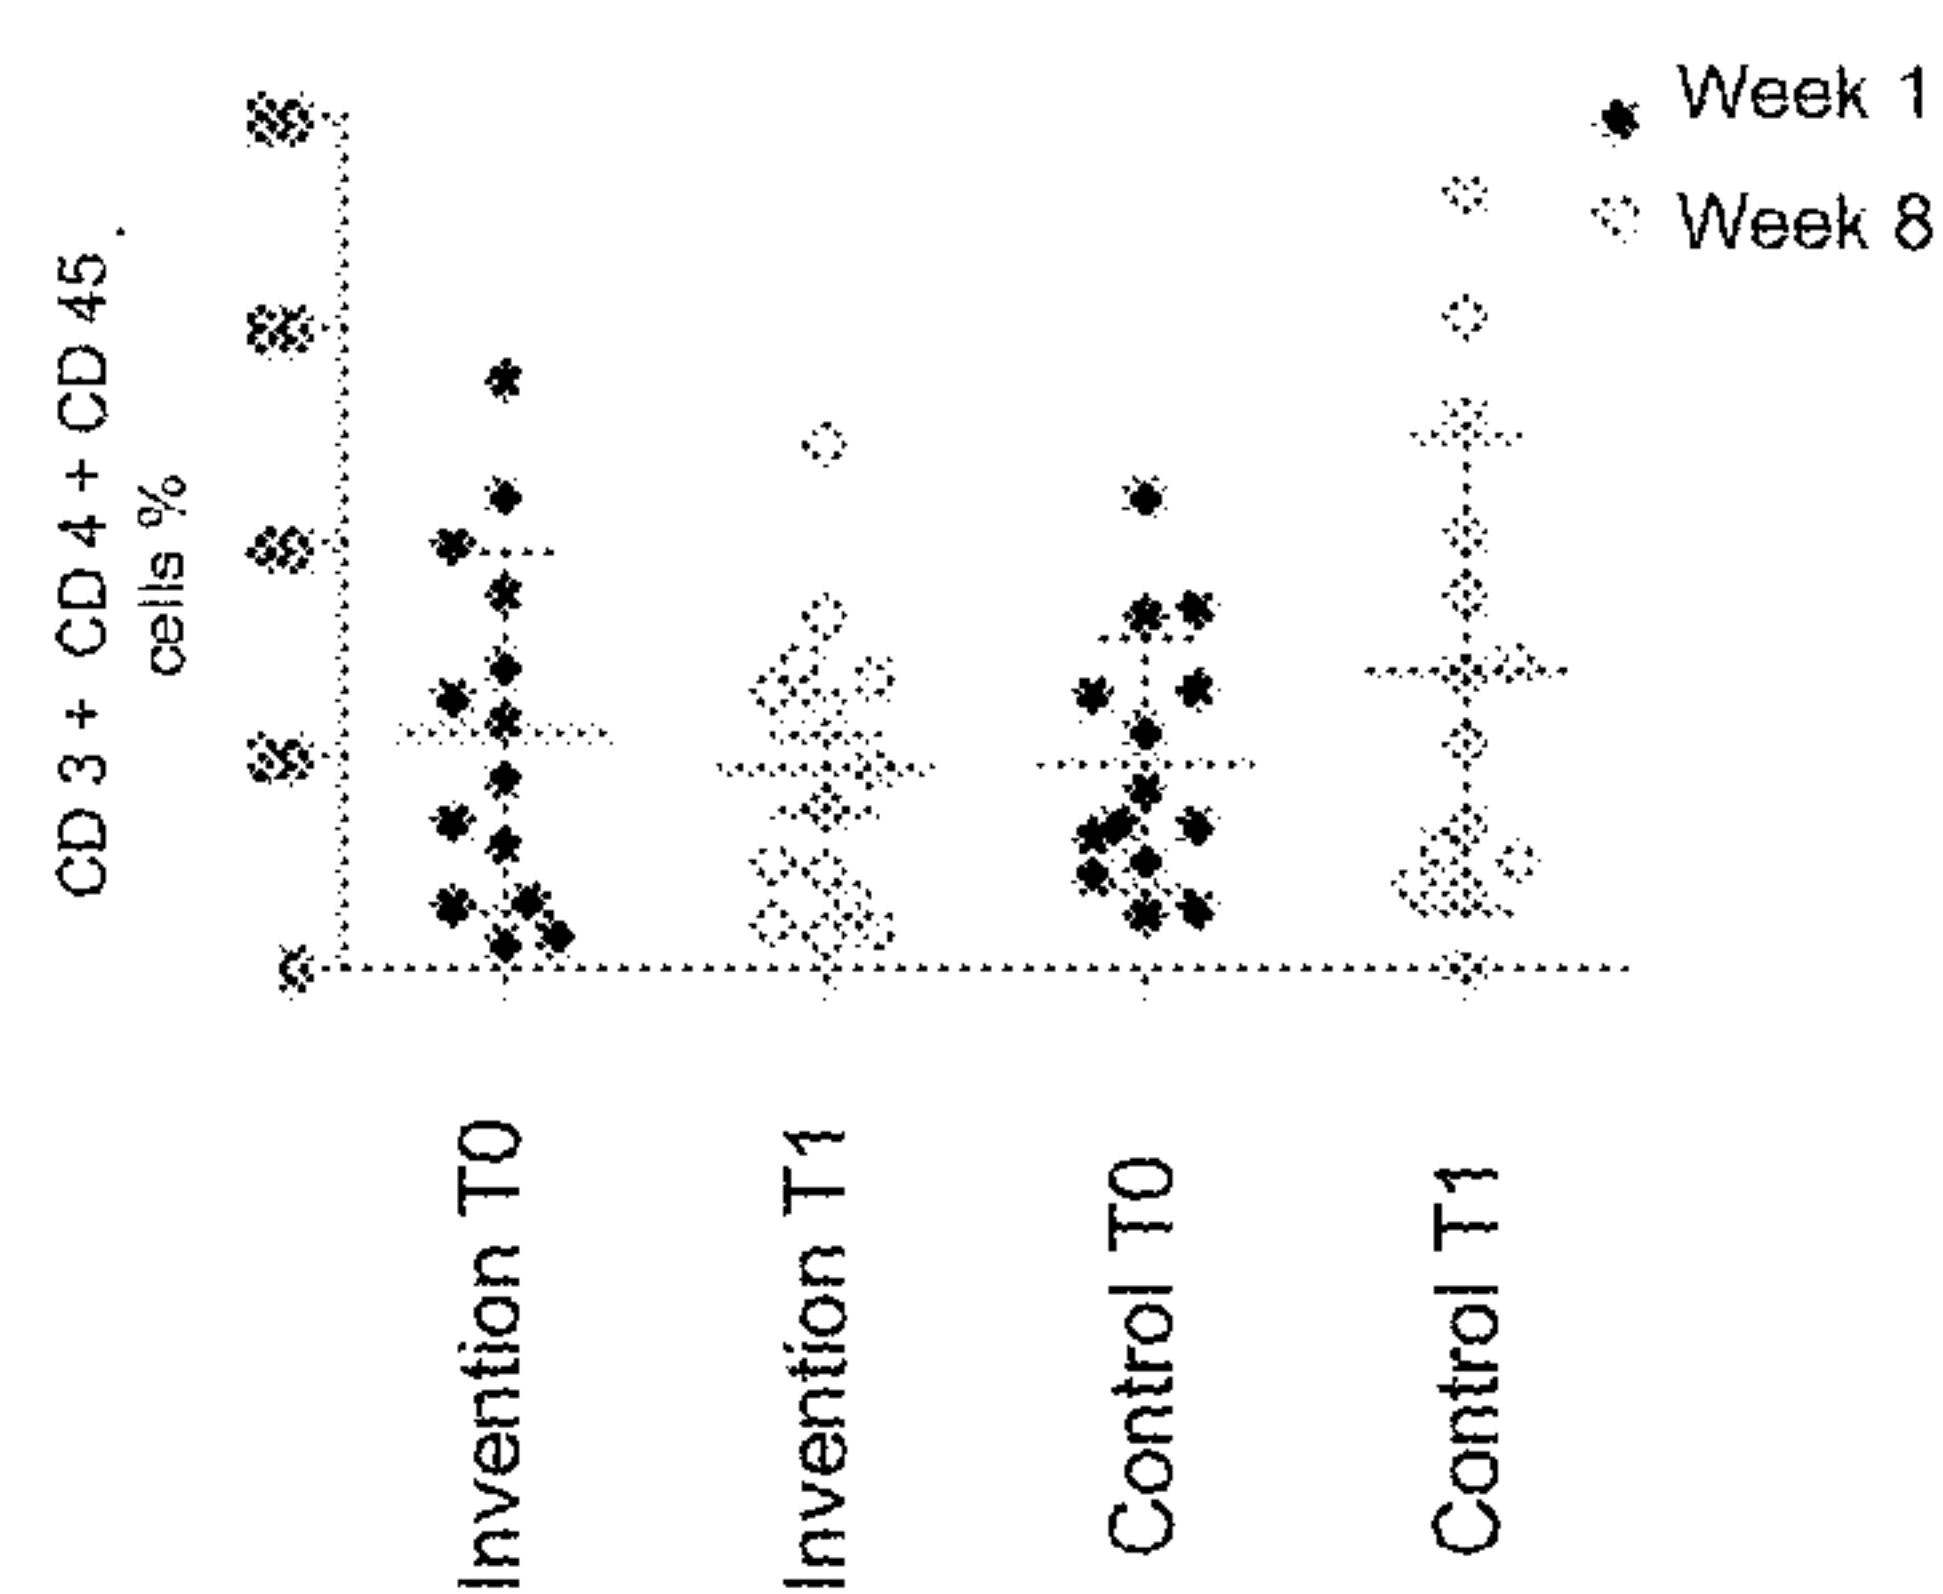 Week 1
Week 8
CD 3 + CD 4 + CD 45
cells %
Invention T0
Invention T1
Control T0
Control T1